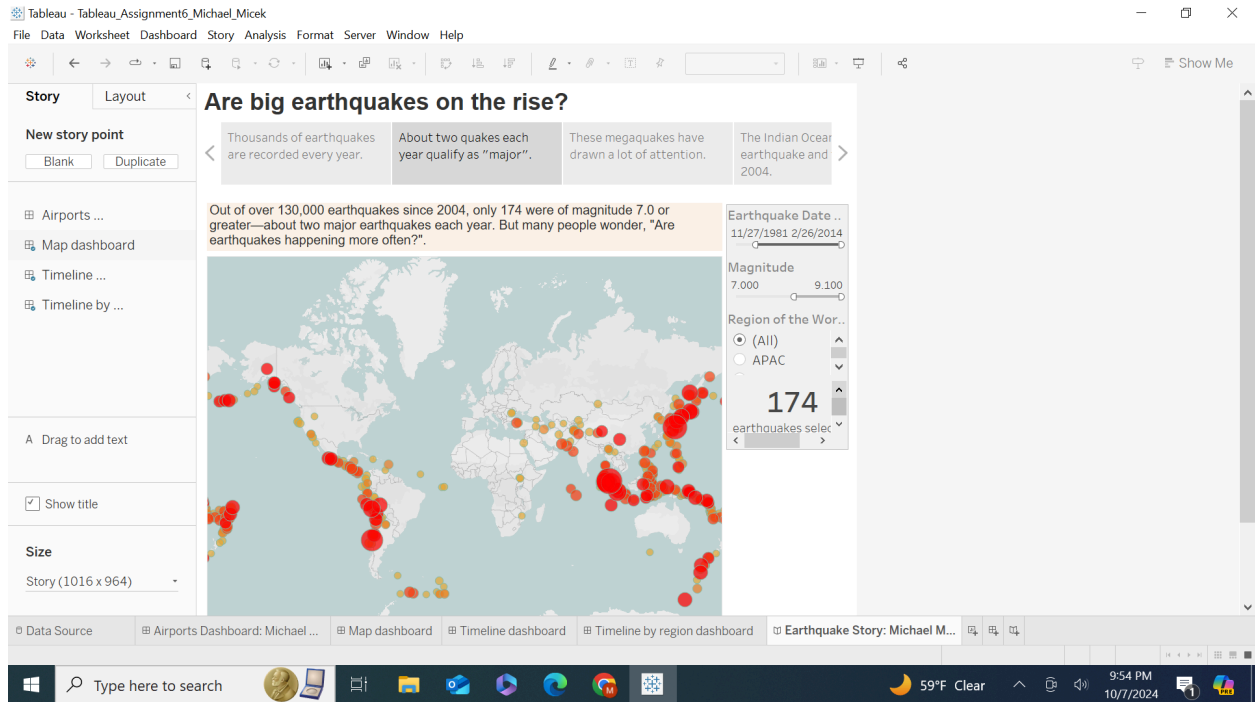 Tableau - Tableau_Assignment6_Michael_Micek
File Data Worksheet Dashboard Story Analysis Format Server Window Help
Show Me
Story Layout
New story point
Blank Duplicate
Airports ...
Map dashboard
Timeline ...
Timeline by ...
A Drag to add text
Show title
Size
Story (1016 x 964)
Are big earthquakes on the rise?
Thousands of earthquakes
are recorded every year.
About two quakes each
year qualify as "major".
These megaquakes have
drawn a lot of attention.
The Indian Ocean
earthquake and
2004.
Out of over 130,000 earthquakes since 2004, only 174 were of magnitude 7.0 or
greater—about two major earthquakes each year. But many people wonder, "Are
earthquakes happening more often?".
Earthquake Date ..
11/27/1981 2/26/2014
Magnitude
7.000 9.100
Region of the Wor..
(All)
APAC
174
earthquakes selec
Data Source Airports Dashboard: Michael ... Map dashboard Timeline dashboard Timeline by region dashboard Earthquake Story: Michael M...
Type here to search
59°F Clear
9:54 PM
10/7/2024
1
PRE
M